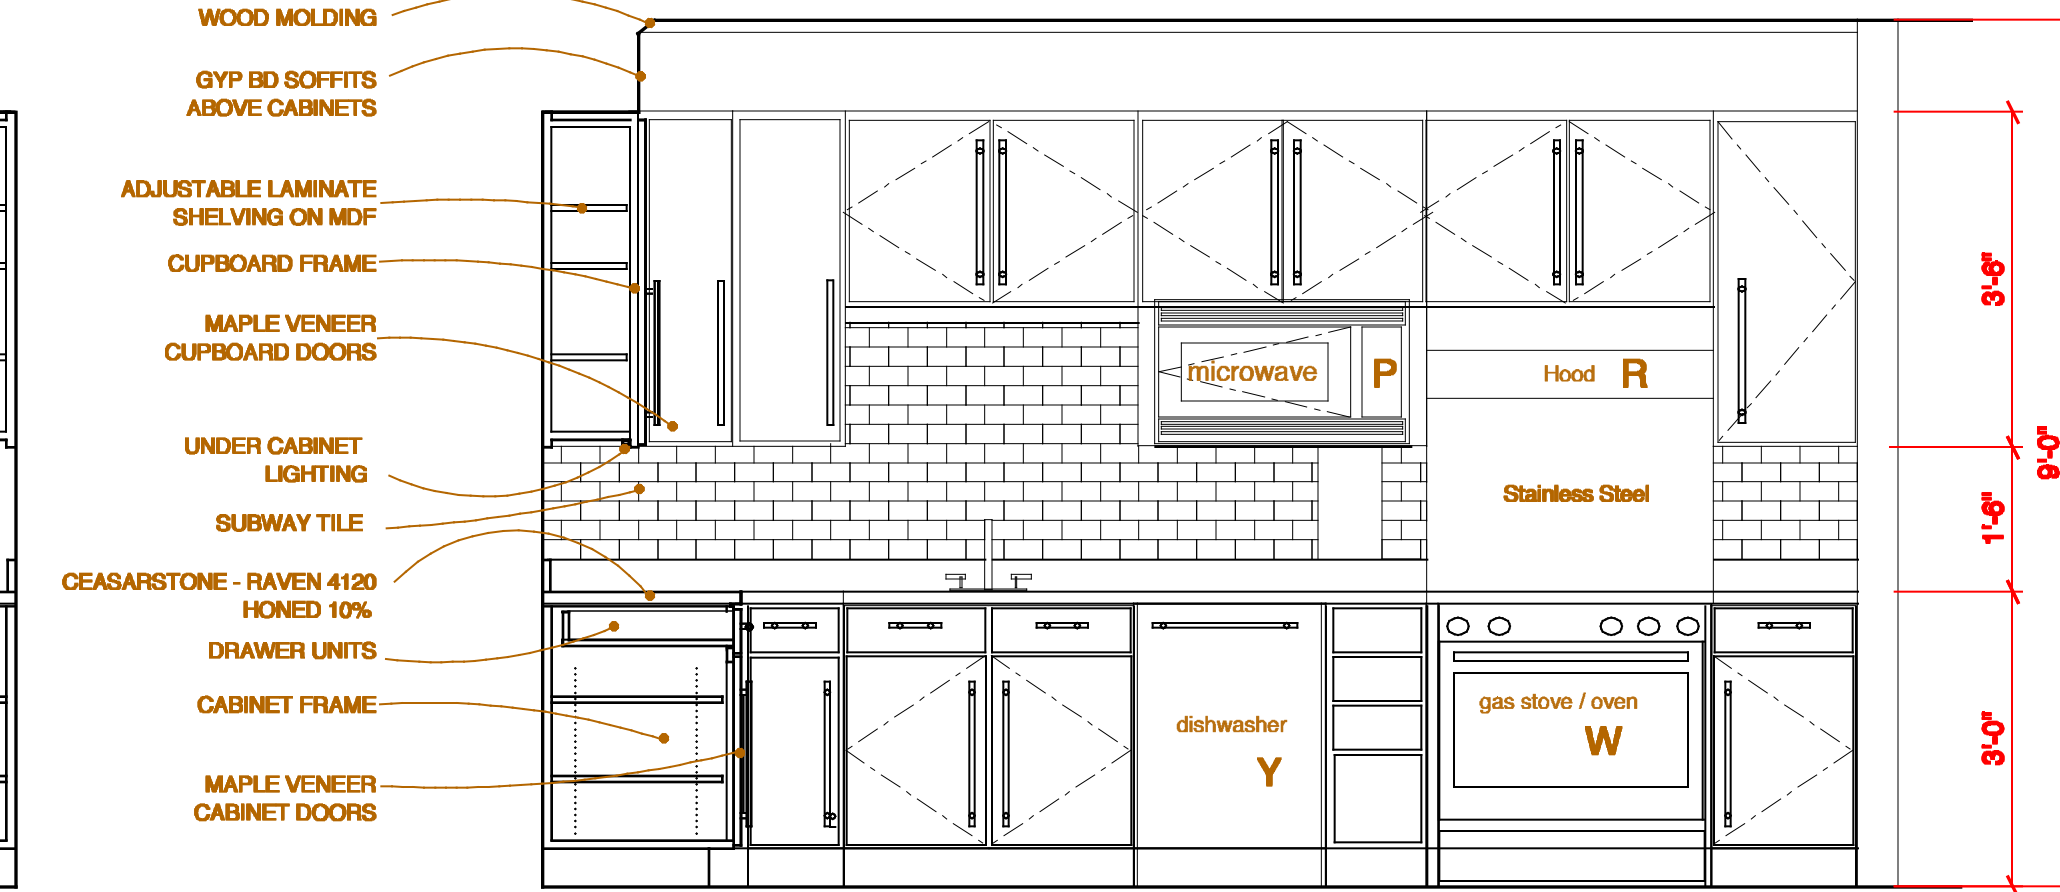 WOOD MOLDING
GYP BD SOFFITS
ABOVE CABINETS
ADJUSTABLE LAMINATE
SHELVING ON MDF
CUPBOARD FRAME
MAPLE VENEER
CUPBOARD DOORS
UNDER CABINET
LIGHTING
SUBWAY TILE
CEASARSTONE - RAVEN 4120
HONED 10%
DRAWER UNITS
CABINET FRAME
MAPLE VENEER
CABINET DOORS
microwave P
Hood R
Stainless Steel
dishwasher
Y
gas stove / oven
W
3'-6"
1'-6"
3'-0"
9'-0"